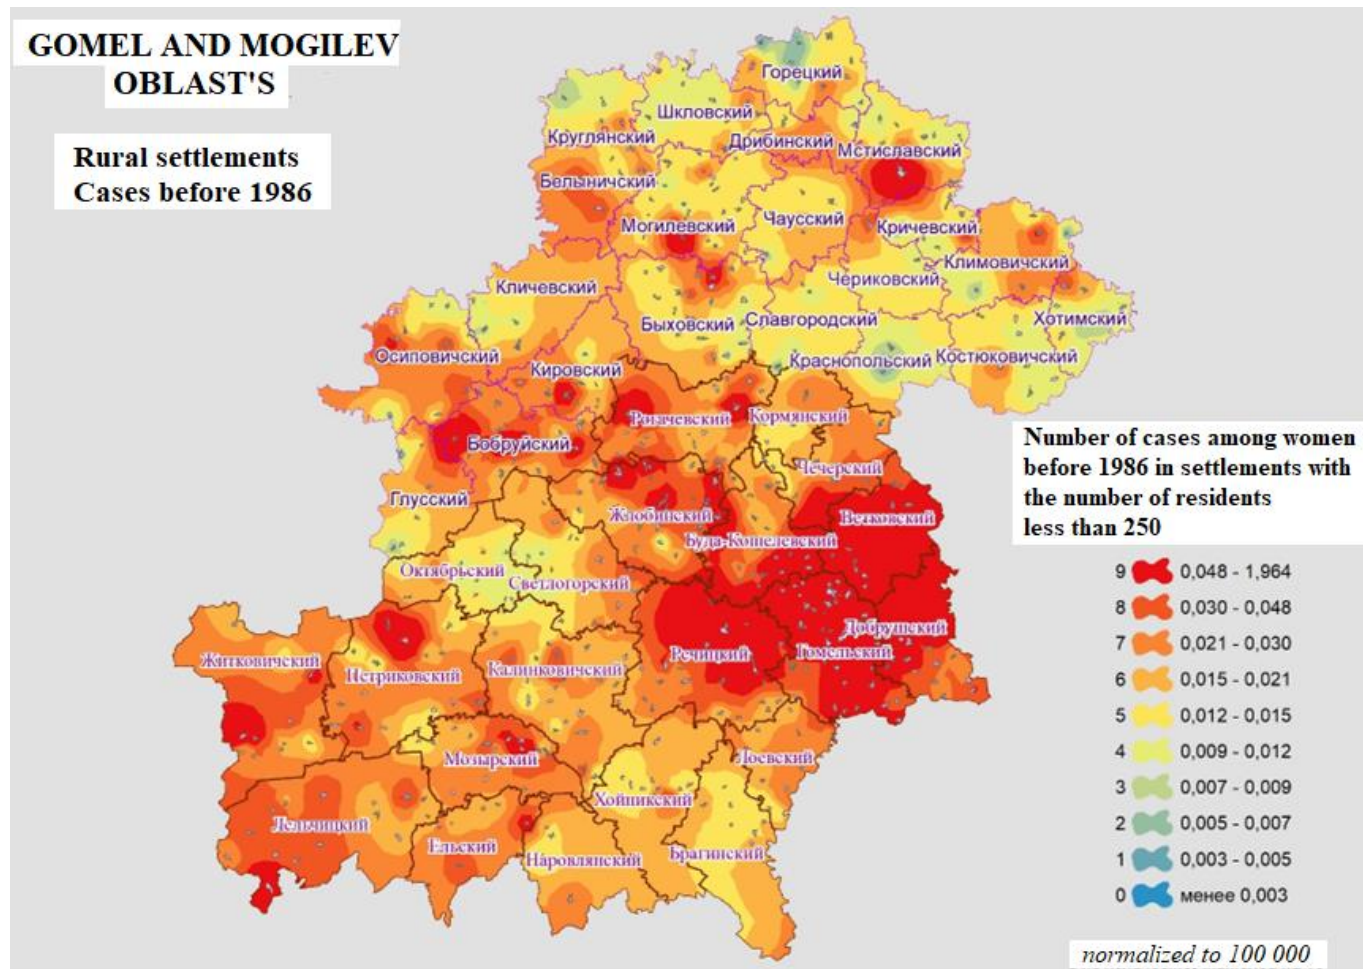 GOMEL AND MOGILEV
OBLAST'S
Rural settlements
Cases before 1986
Горецкий
Шкловский
Круглянский
Дрибинский
Мстиславский
Белыничский
Могилевский
Чаусский
Кричевский
Климовичский
Кличевский
Чериковский
Быховский
Славгородский
Хотимский
Осиповичский
Кировский
Краснопольский
Костюковичский
Рогачевский
Кормянский
Бобруйский
Чечерский
Глусский
Жлобинский
Ветковский
Буда-Кошелевский
Октябрьский
Светлогорский
Добрушский
Гомельский
Речицкий
Житковичский
Петриковский
Калинковичский
Мозырский
Лоевский
Хойникский
Лельчицкий
Ельский
Наровлянский
Брагинский
Number of cases among women
before 1986 in settlements with
the number of residents
less than 250
9 0,048 - 1,964
8 0,030 - 0,048
7 0,021 - 0,030
6 0,015 - 0,021
5 0,012 - 0,015
4 0,009 - 0,012
3 0,007 - 0,009
2 0,005 - 0,007
1 0,003 - 0,005
0 менее 0,003
normalized to 100 000